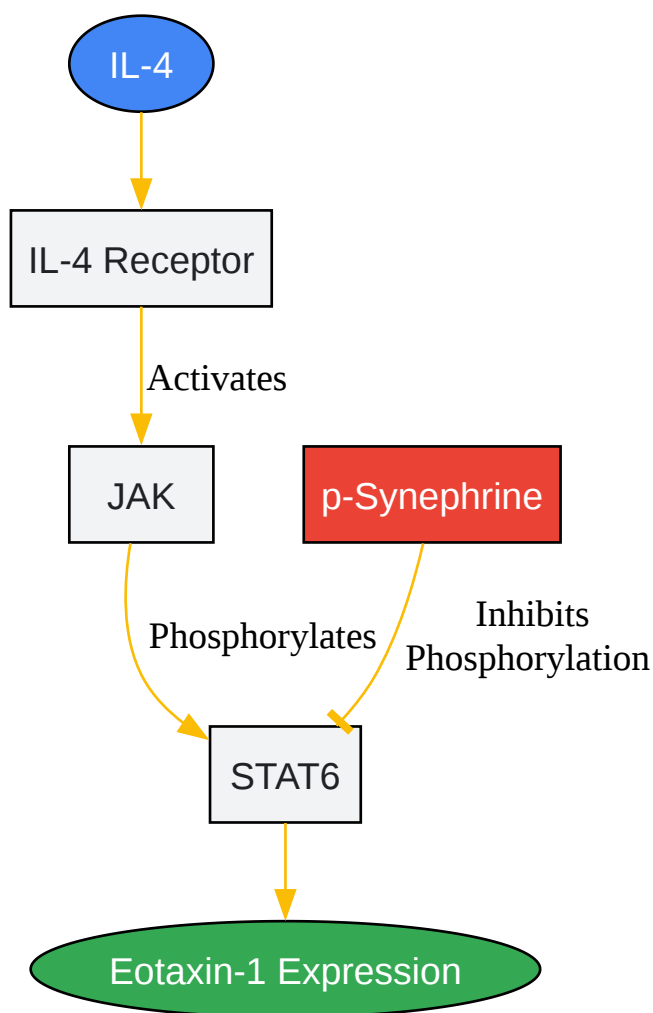 IL-4
IL-4 Receptor
Activates
JAK
p-Synephrine
Phosphorylates
Inhibits
Phosphorylation
STAT6
Eotaxin-1 Expression